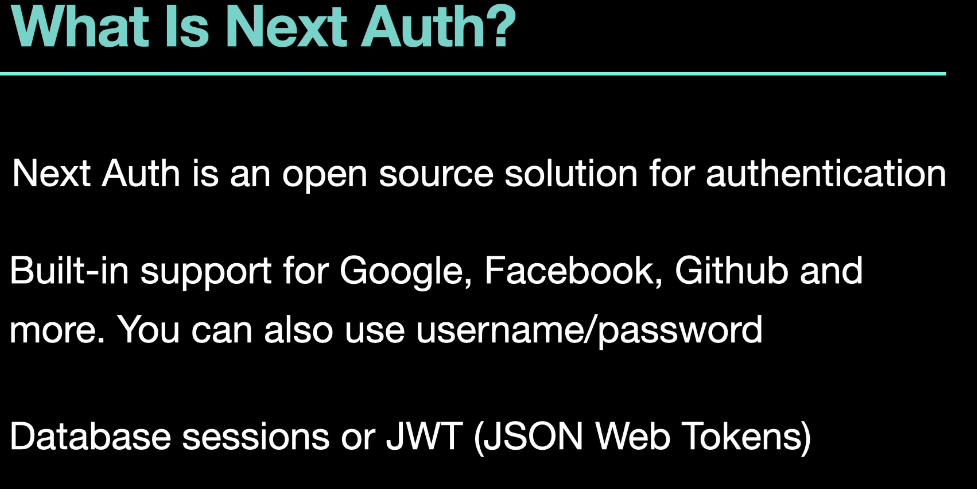 What Is Next Auth?
Next Auth is an open source solution for authentication
Built-in support for Google, Facebook, Github and
more. You can also use username/password
Database sessions or JWT (JSON Web Tokens)